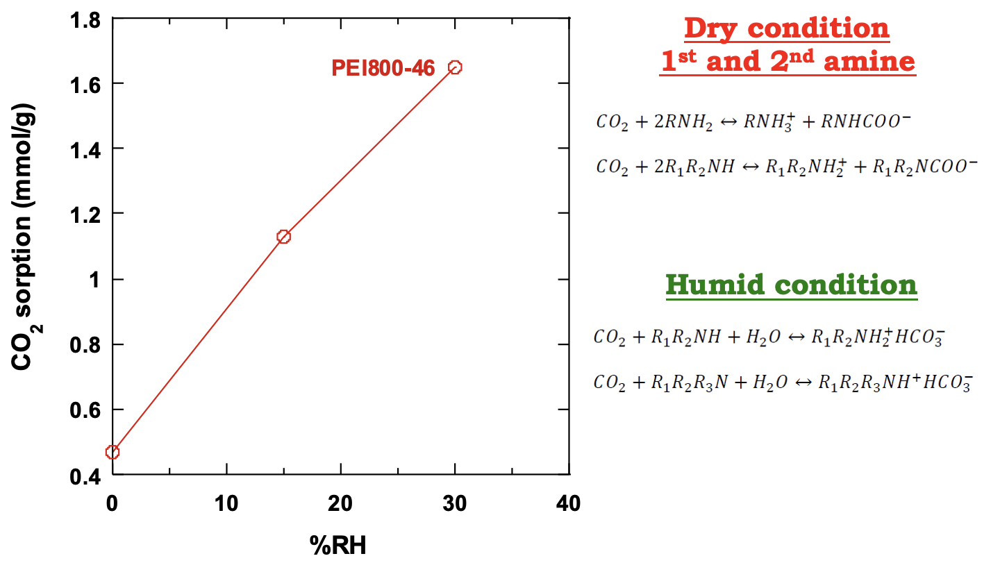 1.8
1.6
1.4
1.2
1
0.8
0.6
0.4
0
10
20
30
40
%RH
CO₂ sorption (mmol/g)
PEI800-46
Dry condition
1ˢᵗ and 2ⁿᵈ amine
CO₂ + 2RNH₂ ↔ RNH₃⁺ + RNHCOO⁻
CO₂ + 2R₁R₂NH ↔ R₁R₂NH₂⁺ + R₁R₂NCOO⁻
Humid condition
CO₂ + R₁R₂NH + H₂O ↔ R₁R₂NH₂⁺HCO₃⁻
CO₂ + R₁R₂R₃N + H₂O ↔ R₁R₂R₃NH⁺HCO₃⁻